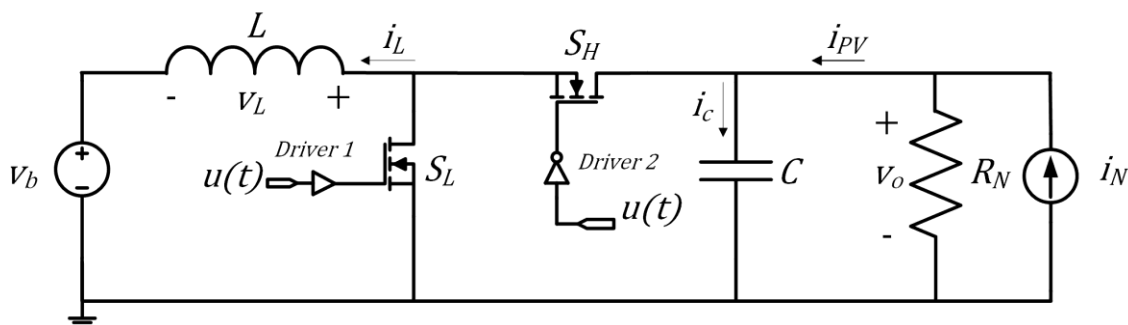 L
i_L
S_H
i_PV
- v_L +
i_c
Driver 1
u(t)
S_L
Driver 2
u(t)
v_b
+
-
C
+
v_o
-
R_N
i_N